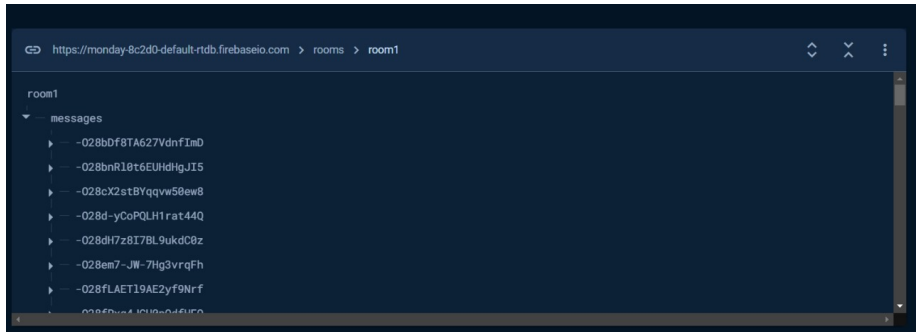 https://monday-8c2d0-default-rtdb.firebaseio.com > rooms > room1
room1
messages
-O28bDf8TA627VdnfImD
-O28bnRl0t6EUHdHgJI5
-O28cX2stBYqqvw50ew8
-O28d-yCoPQLH1rat44Q
-O28dH7z8I7BL9ukdC0z
-O28em7-JW-7Hg3vrqFh
-O28fLAETl9AE2yf9Nrf